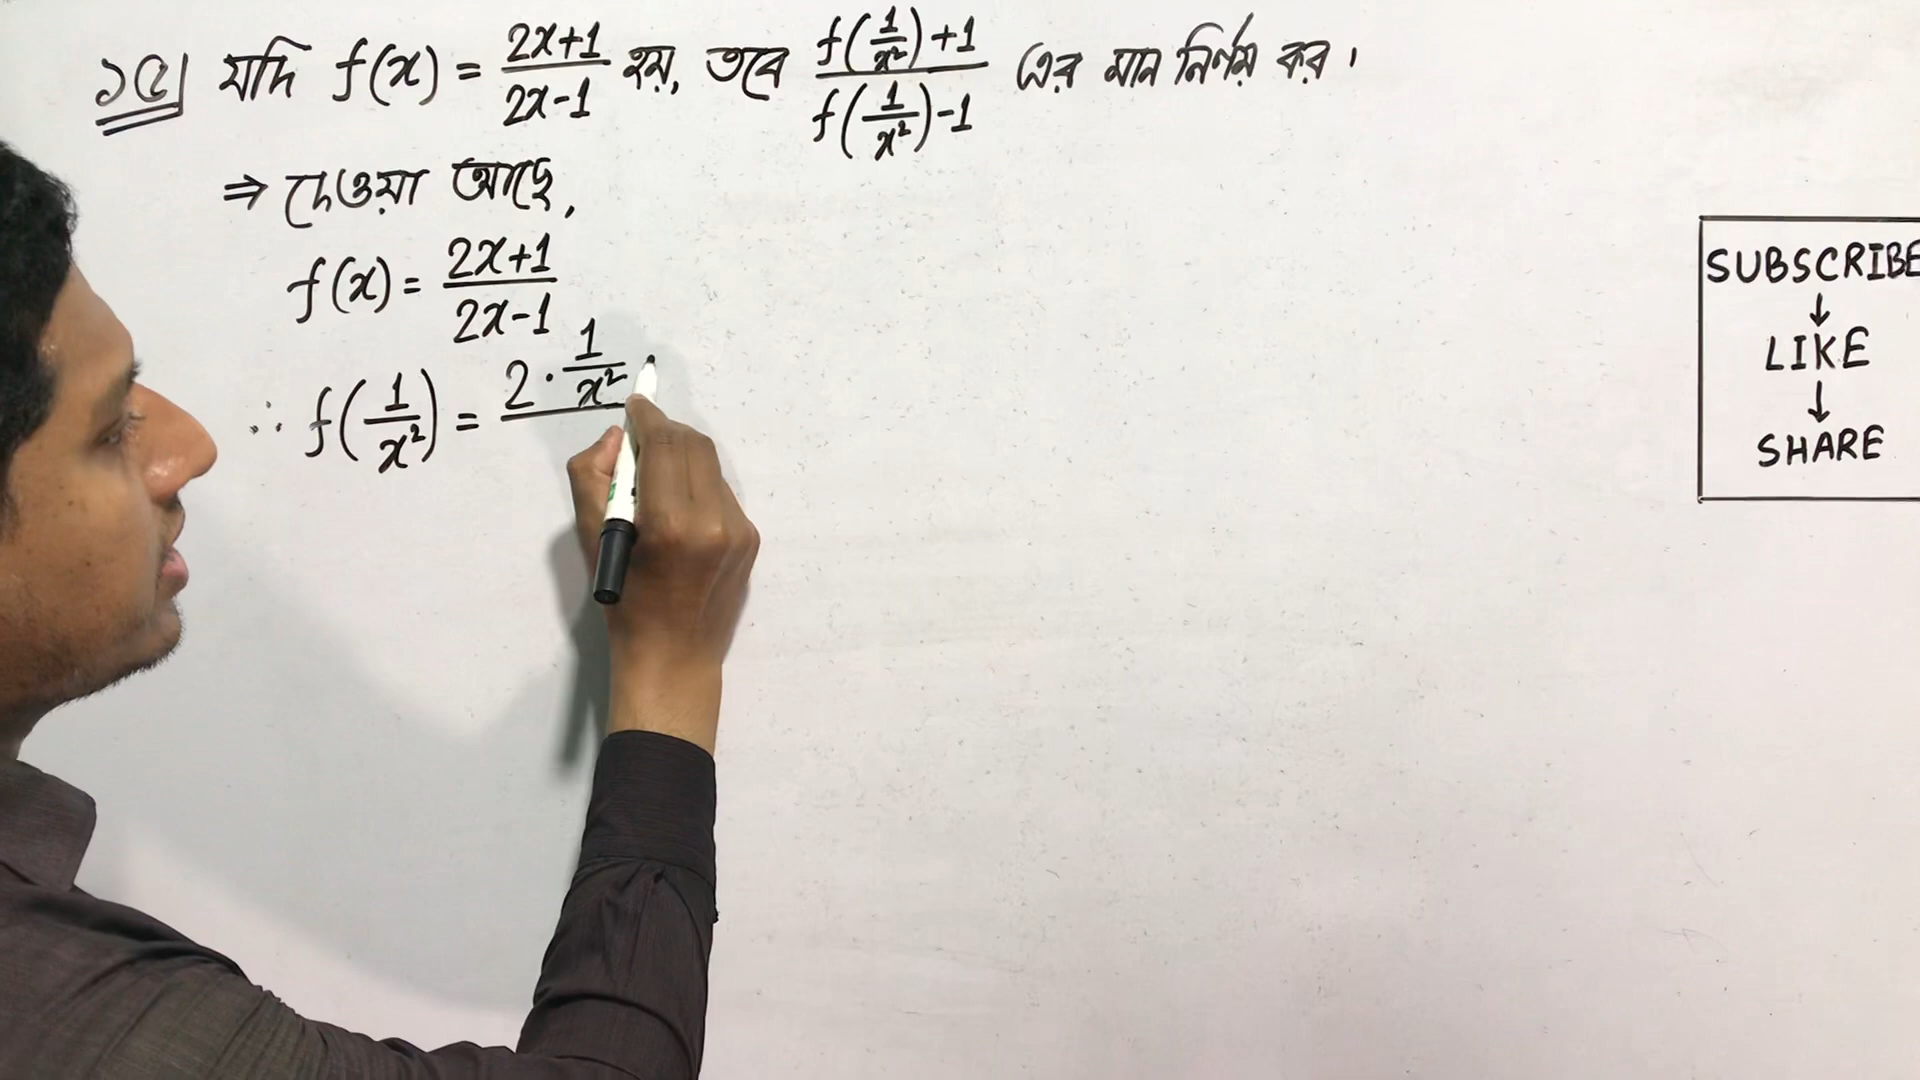 ১৫| যদি f(x) = (2x+1)/(2x-1) হয়, তবে (f(1/x²)+1)/(f(1/x²)-1) এর মান নির্ণয় কর।
⇒ দেওয়া আছে,
f(x) = (2x+1)/(2x-1)
∴ f(1/x²) = 2·1/x²
SUBSCRIBE
↓
LIKE
↓
SHARE